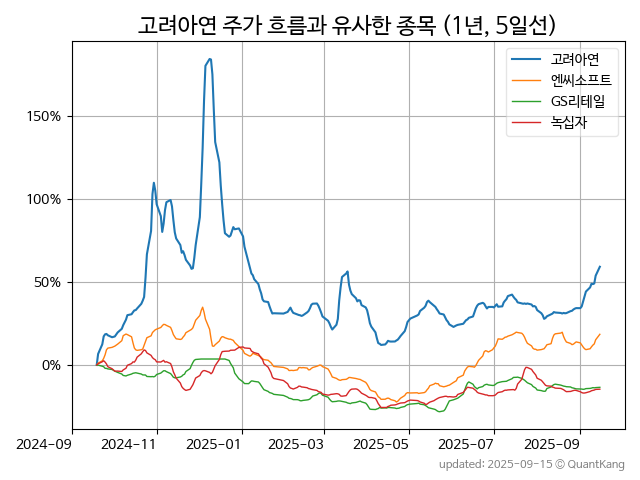 고려아연 주가 흐름과 유사한 종목 (1년, 5일선)
고려아연
엔씨소프트
GS리테일
녹십자
150%
100%
50%
0%
2024-09
2024-11
2025-01
2025-03
2025-05
2025-07
2025-09
updated: 2025-09-15 © QuantKang